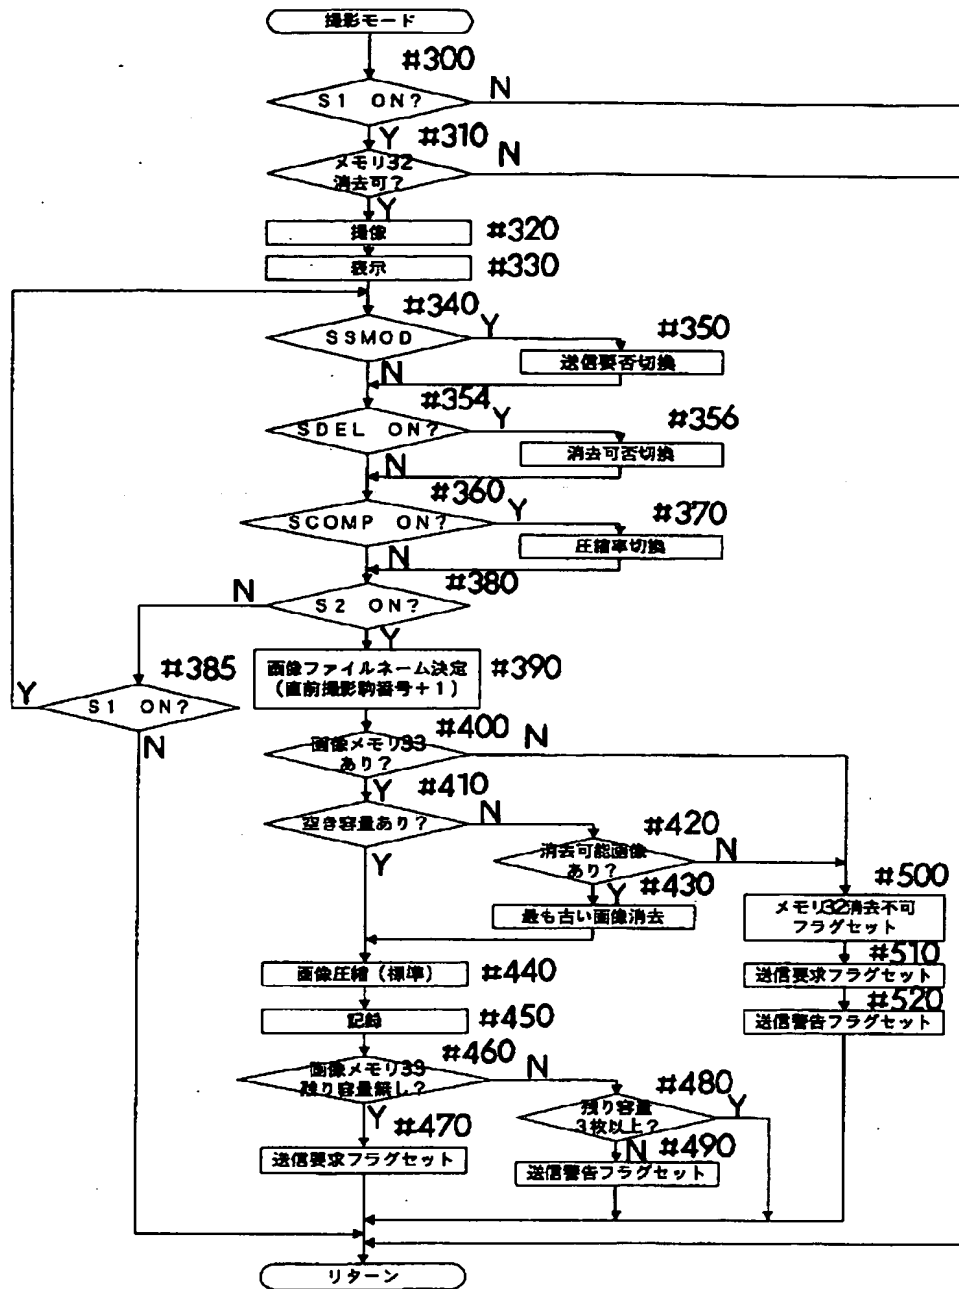 撮影モード
#300
S1 ON?
N
Y
#310
メモリ32
消去可?
N
Y
撮像
#320
表示
#330
#340
SSMOD
Y
#350
送信要否切換
N
#354
SDEL ON?
Y
#356
消去可否切換
N
#360
SCOMP ON?
Y
#370
圧縮率切換
N
#380
S2 ON?
N
Y
#385
S1 ON?
Y
N
画像ファイルネーム決定
(直前撮影駒番号+1)
#390
#400
画像メモリ33
あり?
N
Y
#410
空き容量あり?
N
Y
#420
消去可能画像
あり?
N
Y
#430
最も古い画像消去
#500
メモリ32消去不可
フラグセット
#510
送信要求フラグセット
#520
送信警告フラグセット
画像圧縮(標準)
#440
記録
#450
#460
画像メモリ33
残り容量無し?
N
Y
#470
送信要求フラグセット
#480
残り容量
3枚以上?
Y
N
#490
送信警告フラグセット
リターン